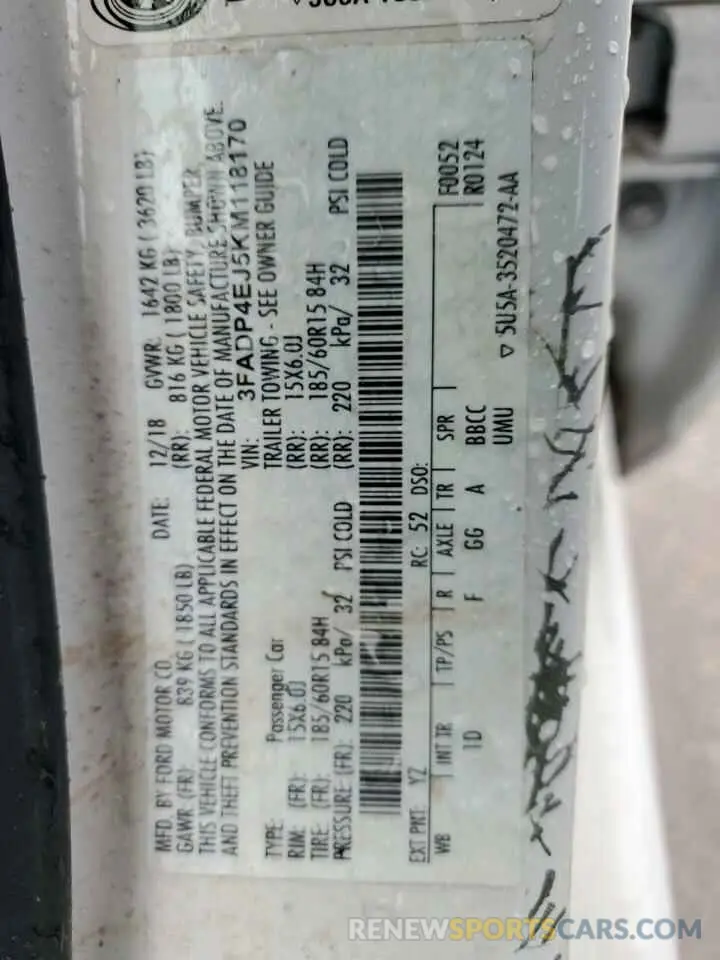 MFD. BY FORD MOTOR CO. DATE: 12/18 GVWR: 1642 KG ( 3620 LB)
GAWR (FR): 839 KG ( 1850 LB) (RR): 816 KG ( 1800 LB)
THIS VEHICLE CONFORMS TO ALL APPLICABLE FEDERAL MOTOR VEHICLE SAFETY, BUMPER,
AND THEFT PREVENTION STANDARDS IN EFFECT ON THE DATE OF MANUFACTURE SHOWN ABOVE.
VIN: 3FADP4EJ5KM118170
TYPE: Passenger Car TRAILER TOWING - SEE OWNER GUIDE
RIM: (FR): 15X6.0J (RR): 15X6.0J
TIRE: (FR): 185/60R15 84H (RR): 185/60R15 84H
PRESSURE (FR): 220 kPa/ 32 PSI COLD (RR): 220 kPa/ 32 PSI COLD
EXT PNT: YZ RC: 52 DSO: F0052
WB INT TR TP/PS R AXLE TR SPR R0124
1D F GG A BBCC
UMU ▽ 5U5A-3520472-AA
RENEWSPORTSCARS.COM